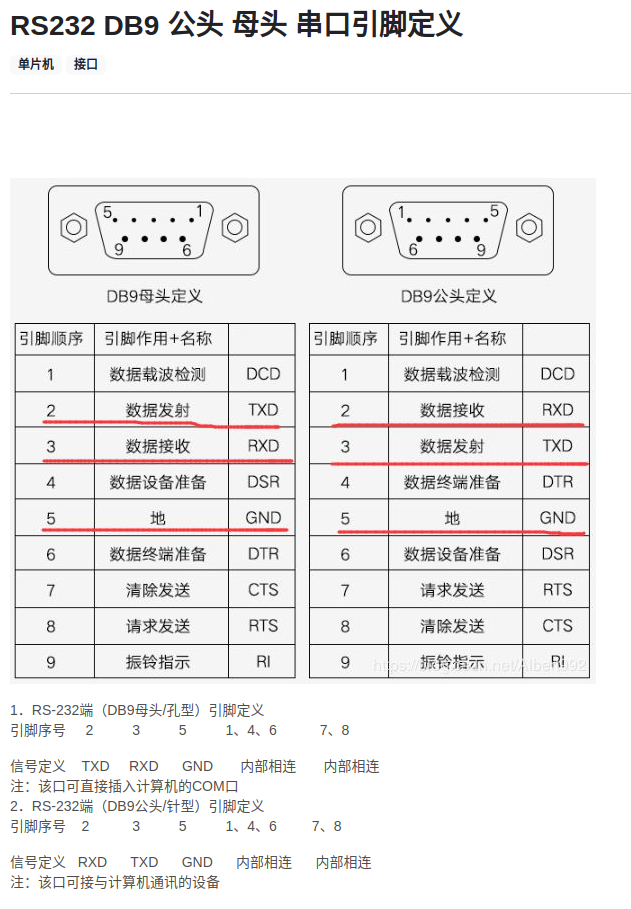 RS232 DB9 公头 母头 串口引脚定义
单片机 接口
5 1
9 6
DB9母头定义
1 5
6 9
DB9公头定义
引脚顺序 引脚作用+名称
1 数据载波检测 DCD
2 数据发射 TXD
3 数据接收 RXD
4 数据设备准备 DSR
5 地 GND
6 数据终端准备 DTR
7 清除发送 CTS
8 请求发送 RTS
9 振铃指示 RI
引脚顺序 引脚作用+名称
1 数据载波检测 DCD
2 数据接收 RXD
3 数据发射 TXD
4 数据终端准备 DTR
5 地 GND
6 数据设备准备 DSR
7 请求发送 RTS
8 清除发送 CTS
9 振铃指示 RI
1．RS-232端（DB9母头/孔型）引脚定义
引脚序号 2 3 5 1、4、6 7、8
信号定义 TXD RXD GND 内部相连 内部相连
注：该口可直接插入计算机的COM口
2．RS-232端（DB9公头/针型）引脚定义
引脚序号 2 3 5 1、4、6 7、8
信号定义 RXD TXD GND 内部相连 内部相连
注：该口可接与计算机通讯的设备